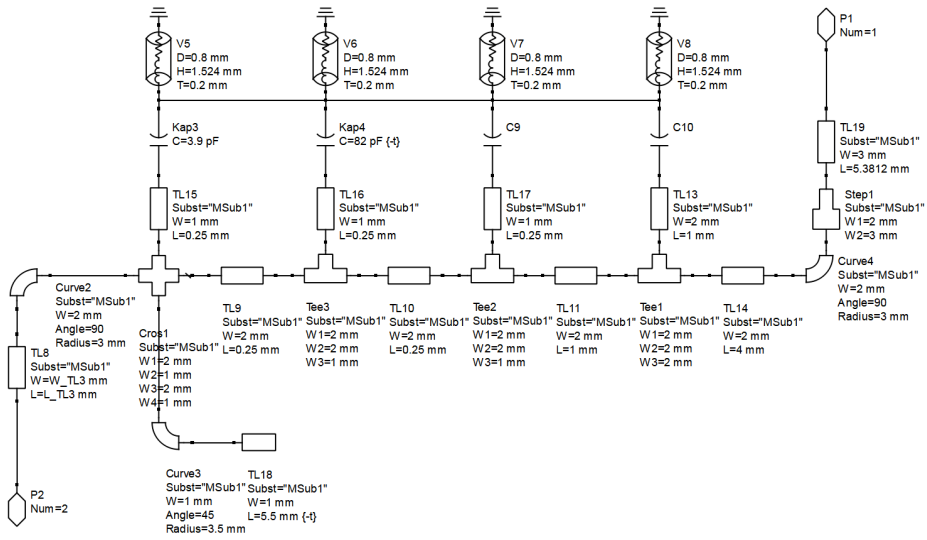 V5
D=0.8 mm
H=1.524 mm
T=0.2 mm
V6
D=0.8 mm
H=1.524 mm
T=0.2 mm
V7
D=0.8 mm
H=1.524 mm
T=0.2 mm
V8
D=0.8 mm
H=1.524 mm
T=0.2 mm
P1
Num=1
Kap3
C=3.9 pF
Kap4
C=82 pF {-t}
C9
C10
TL19
Subst="MSub1"
W=3 mm
L=5.3812 mm
TL15
Subst="MSub1"
W=1 mm
L=0.25 mm
TL16
Subst="MSub1"
W=1 mm
L=0.25 mm
TL17
Subst="MSub1"
W=1 mm
L=0.25 mm
TL13
Subst="MSub1"
W=2 mm
L=1 mm
Step1
Subst="MSub1"
W1=2 mm
W2=3 mm
Curve2
Subst="MSub1"
W=2 mm
Angle=90
Radius=3 mm
Cros1
Subst="MSub1"
W1=2 mm
W2=1 mm
W3=2 mm
W4=1 mm
TL9
Subst="MSub1"
W=2 mm
L=0.25 mm
Tee3
Subst="MSub1"
W1=2 mm
W2=2 mm
W3=1 mm
TL10
Subst="MSub1"
W=2 mm
L=0.25 mm
Tee2
Subst="MSub1"
W1=2 mm
W2=2 mm
W3=1 mm
TL11
Subst="MSub1"
W=2 mm
L=1 mm
Tee1
Subst="MSub1"
W1=2 mm
W2=2 mm
W3=2 mm
TL14
Subst="MSub1"
W=2 mm
L=4 mm
Curve4
Subst="MSub1"
W=2 mm
Angle=90
Radius=3 mm
TL8
Subst="MSub1"
W=W_TL3 mm
L=L_TL3 mm
Curve3
Subst="MSub1"
W=1 mm
Angle=45
Radius=3.5 mm
TL18
Subst="MSub1"
W=1 mm
L=5.5 mm {-t}
P2
Num=2